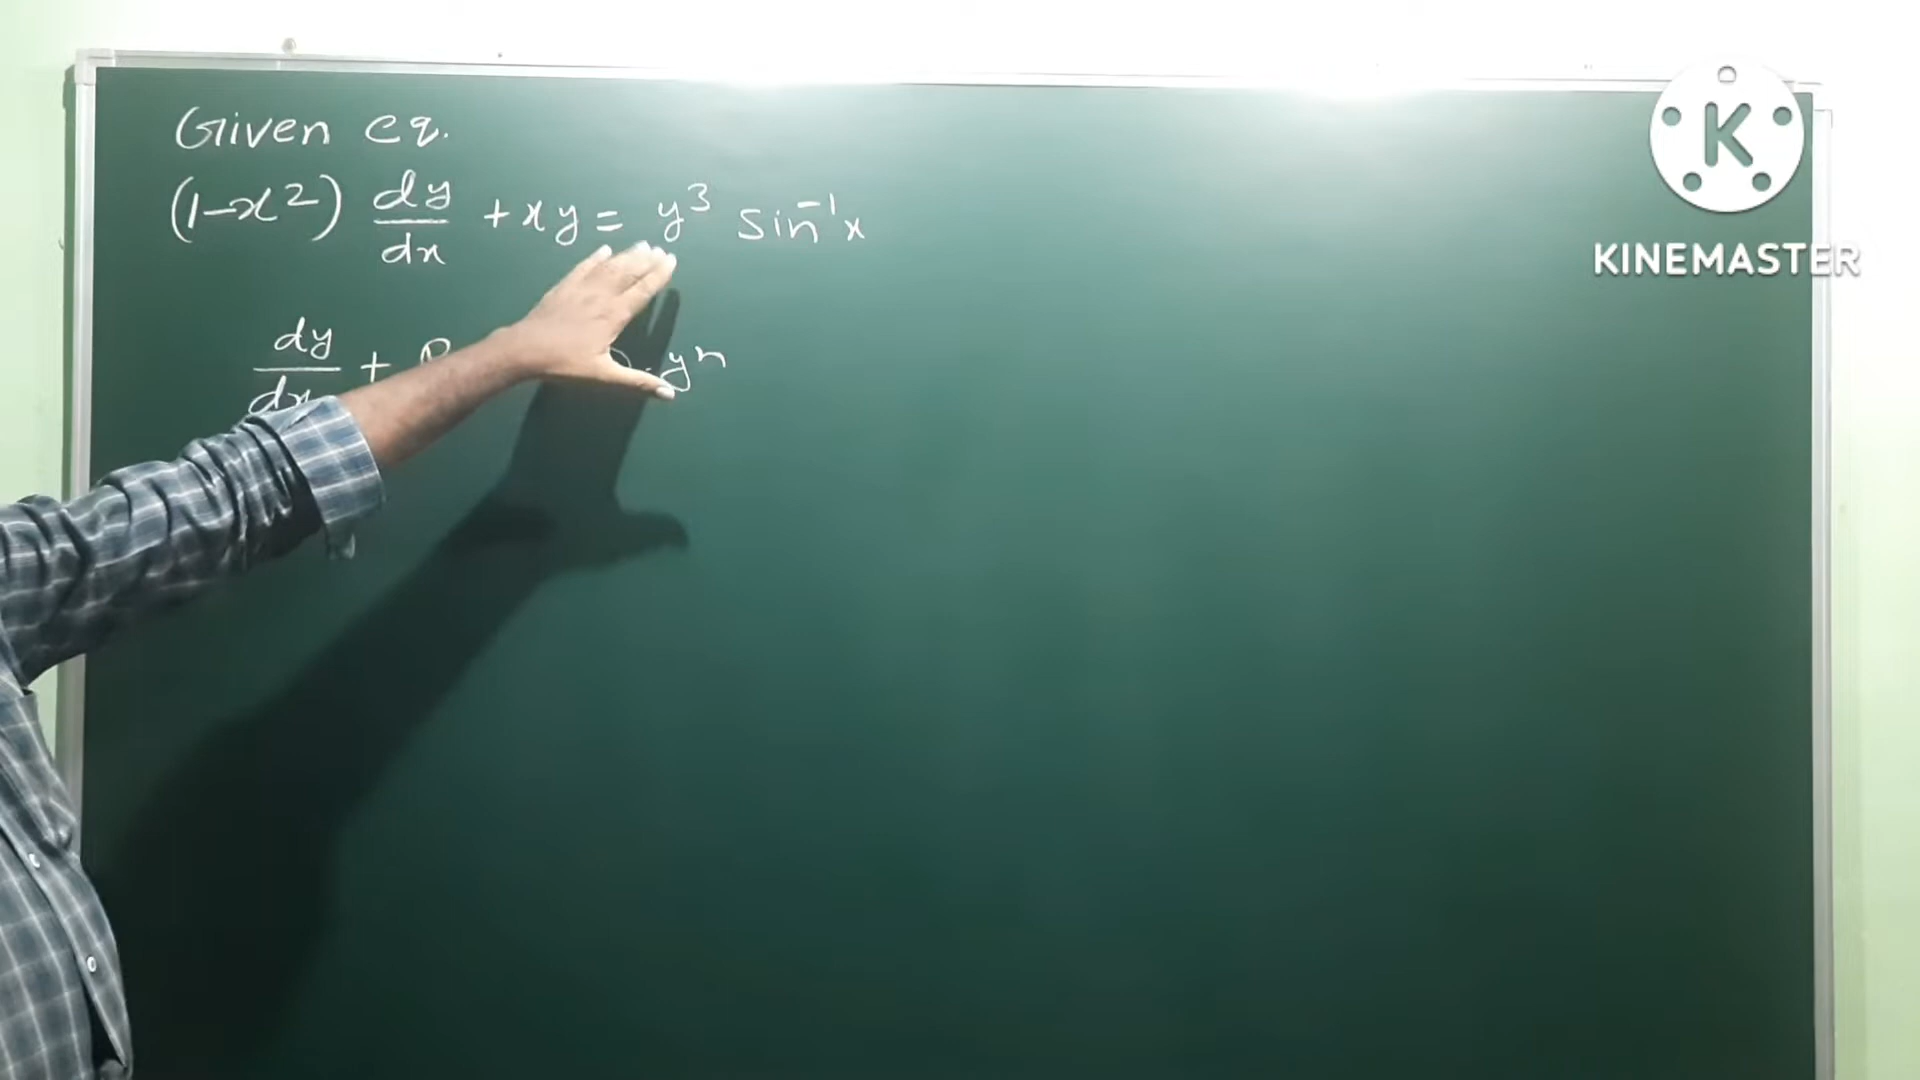 Given eq.
(1-x²) dy/dx + xy = y³ sin⁻¹x
dy/dx + . yⁿ
K
KINEMASTER